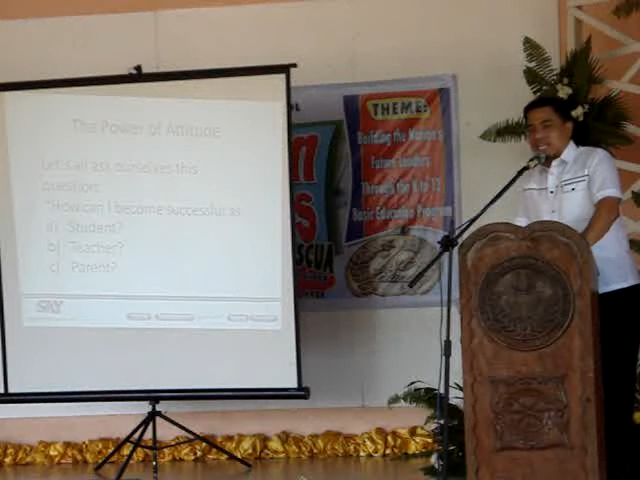 The Power of Attitude
Let us all ask ourselves this
question:
"How can I become successful as
a) Student?
b) Teacher?
c) Parent?
THEME:
Building the Nation's
Future Leaders
Through the K to 12
Basic Education Program
SCUA